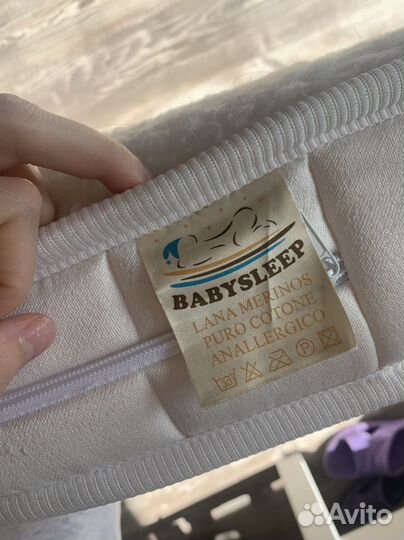 BABYSLEEP
LANA MERINOS
PURO COTONE
ANALLERGICO
30°
P
Avito